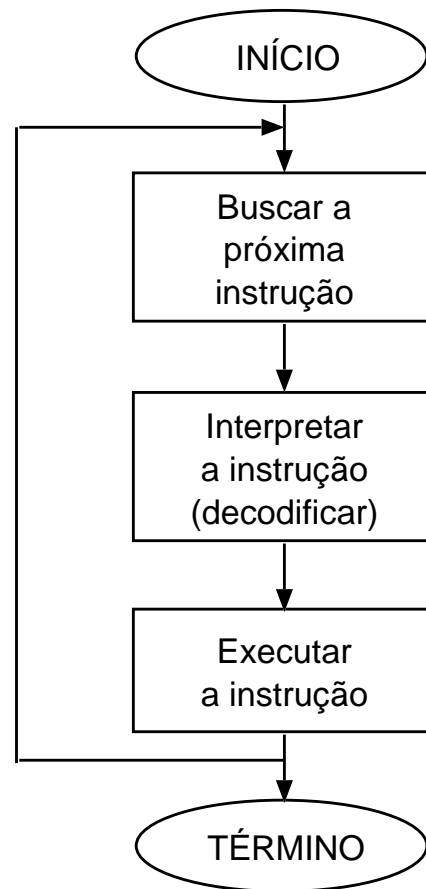 INÍCIO
Buscar a
próxima
instrução
Interpretar
a instrução
(decodificar)
Executar
a instrução
TÉRMINO